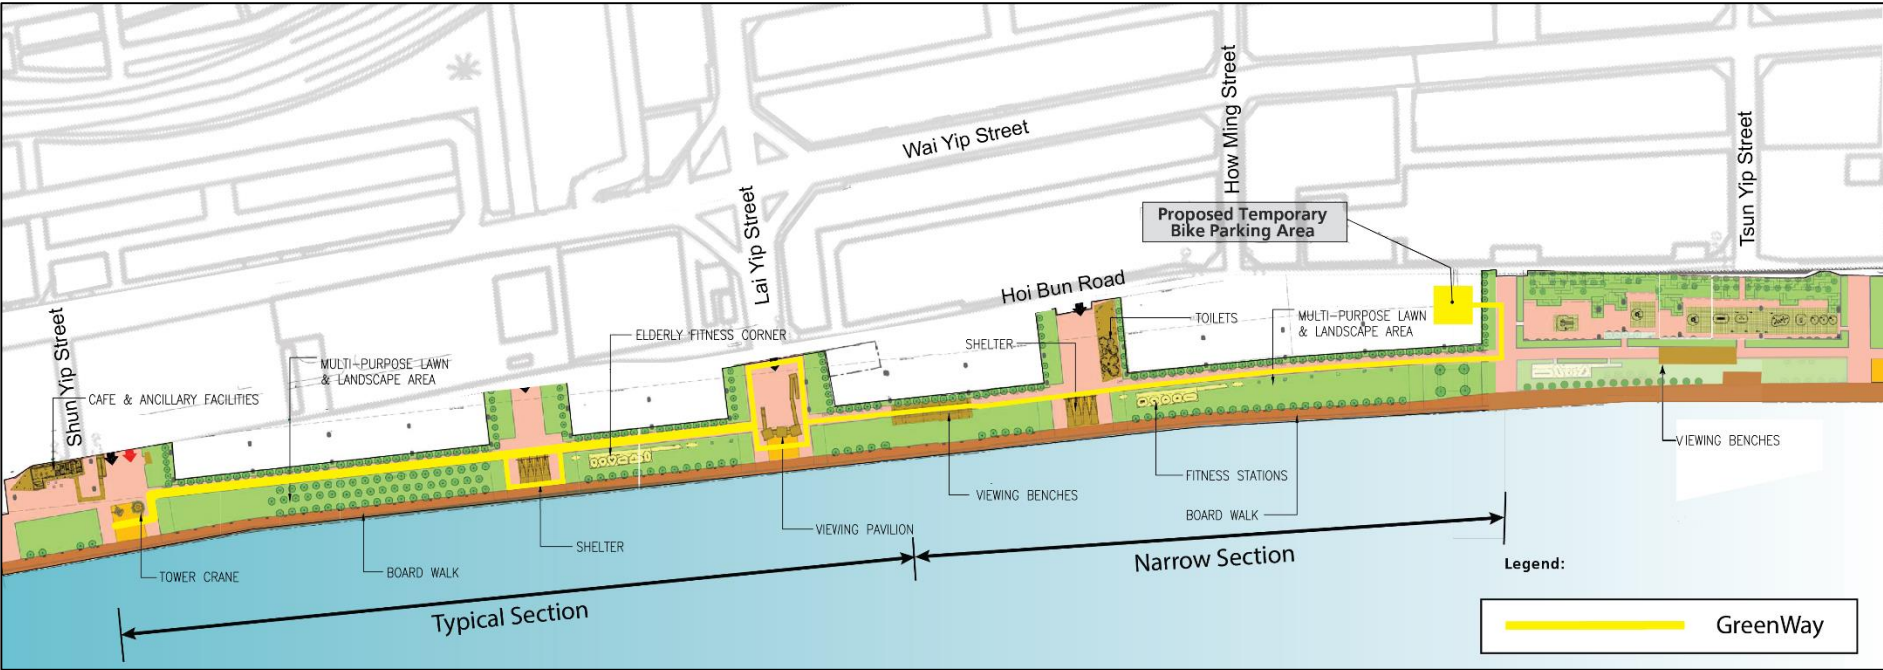 How Ming Street
Tsun Yip Street
Wai Yip Street
Lai Yip Street
Proposed Temporary
Bike Parking Area
Hoi Bun Road
Shun Yip Street
ELDERLY FITNESS CORNER
SHELTER
TOILETS
MULTI-PURPOSE LAWN
& LANDSCAPE AREA
MULTI-PURPOSE LAWN
& LANDSCAPE AREA
CAFE & ANCILLARY FACILITIES
VIEWING BENCHES
FITNESS STATIONS
VIEWING BENCHES
BOARD WALK
VIEWING PAVILION
SHELTER
BOARD WALK
TOWER CRANE
Narrow Section
Typical Section
Legend:
GreenWay